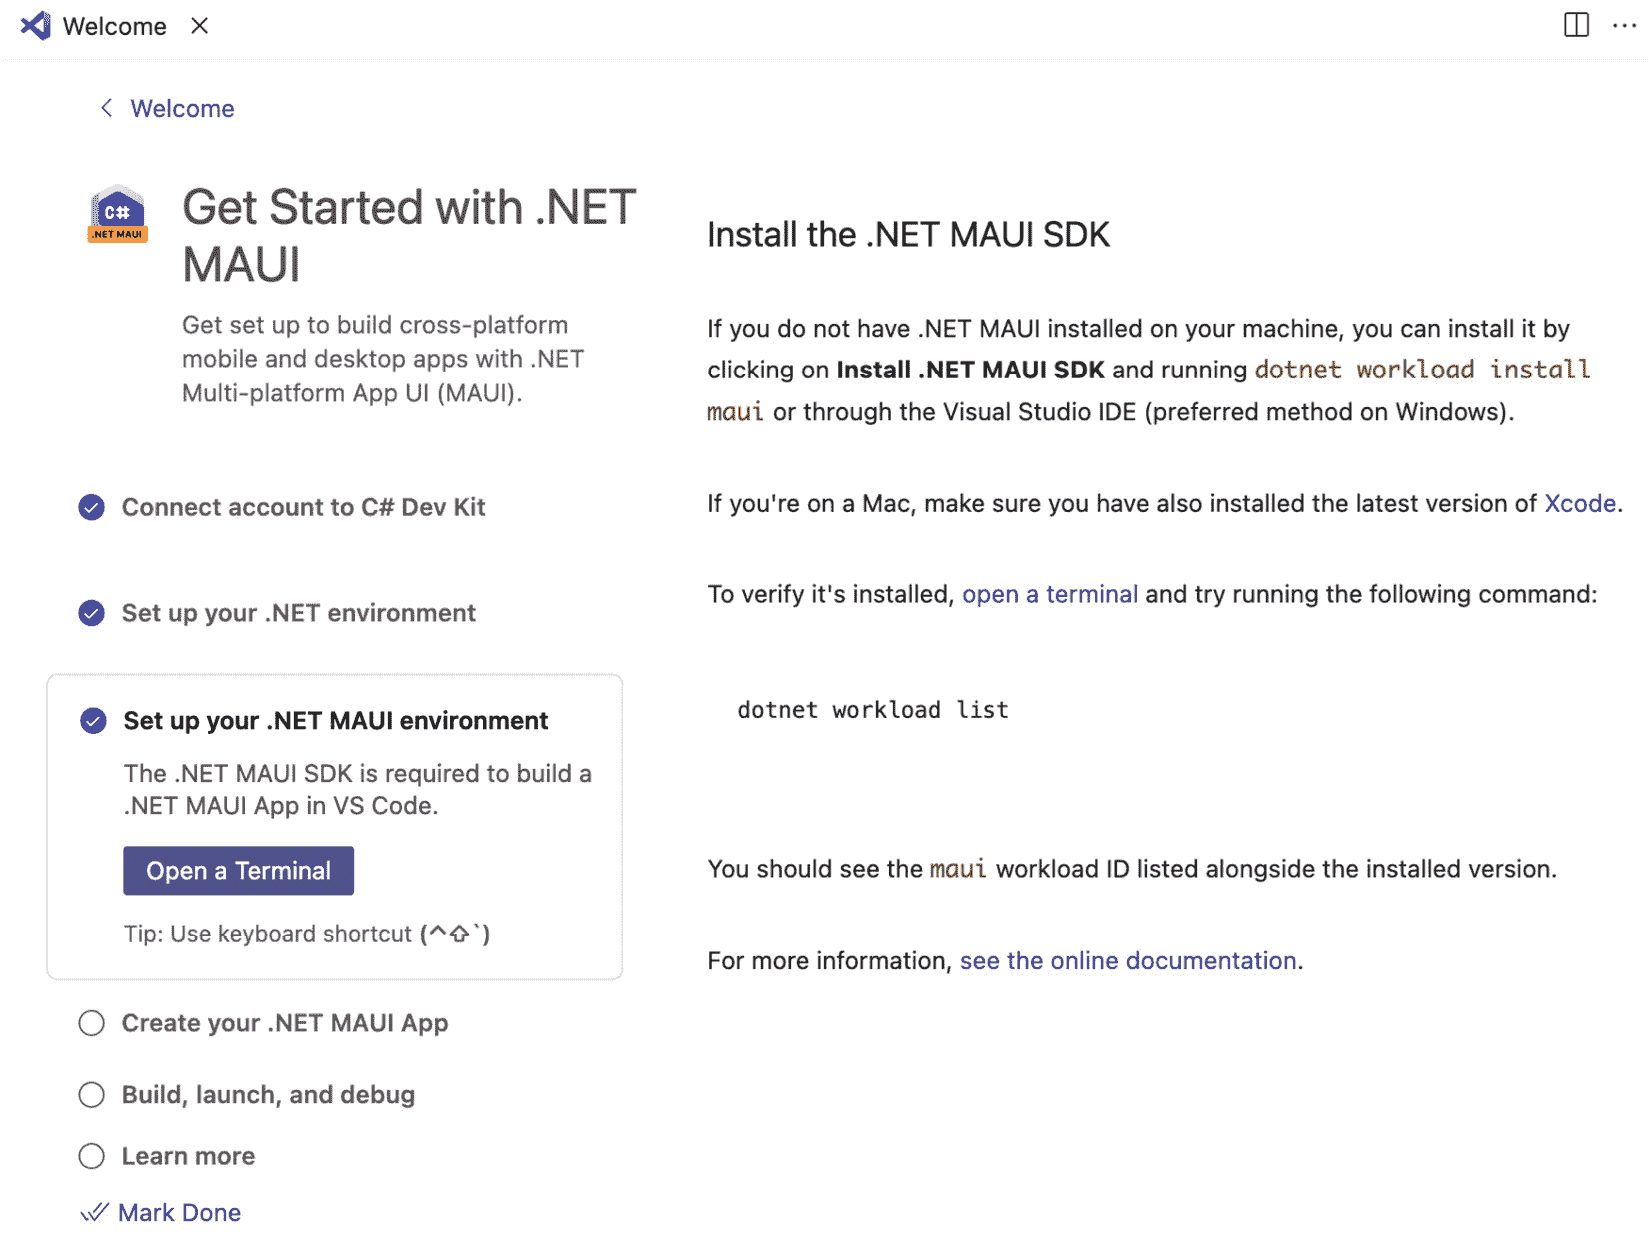 Welcome
Welcome
C#
.NET MAUI
Get Started with .NET
MAUI
Get set up to build cross-platform
mobile and desktop apps with .NET
Multi-platform App UI (MAUI).
Connect account to C# Dev Kit
Set up your .NET environment
Set up your .NET MAUI environment
The .NET MAUI SDK is required to build a
.NET MAUI App in VS Code.
Open a Terminal
Tip: Use keyboard shortcut (^⇧`)
Create your .NET MAUI App
Build, launch, and debug
Learn more
Mark Done
Install the .NET MAUI SDK
If you do not have .NET MAUI installed on your machine, you can install it by
clicking on Install .NET MAUI SDK and running dotnet workload install
maui or through the Visual Studio IDE (preferred method on Windows).
If you're on a Mac, make sure you have also installed the latest version of Xcode.
To verify it's installed, open a terminal and try running the following command:
dotnet workload list
You should see the maui workload ID listed alongside the installed version.
For more information, see the online documentation.